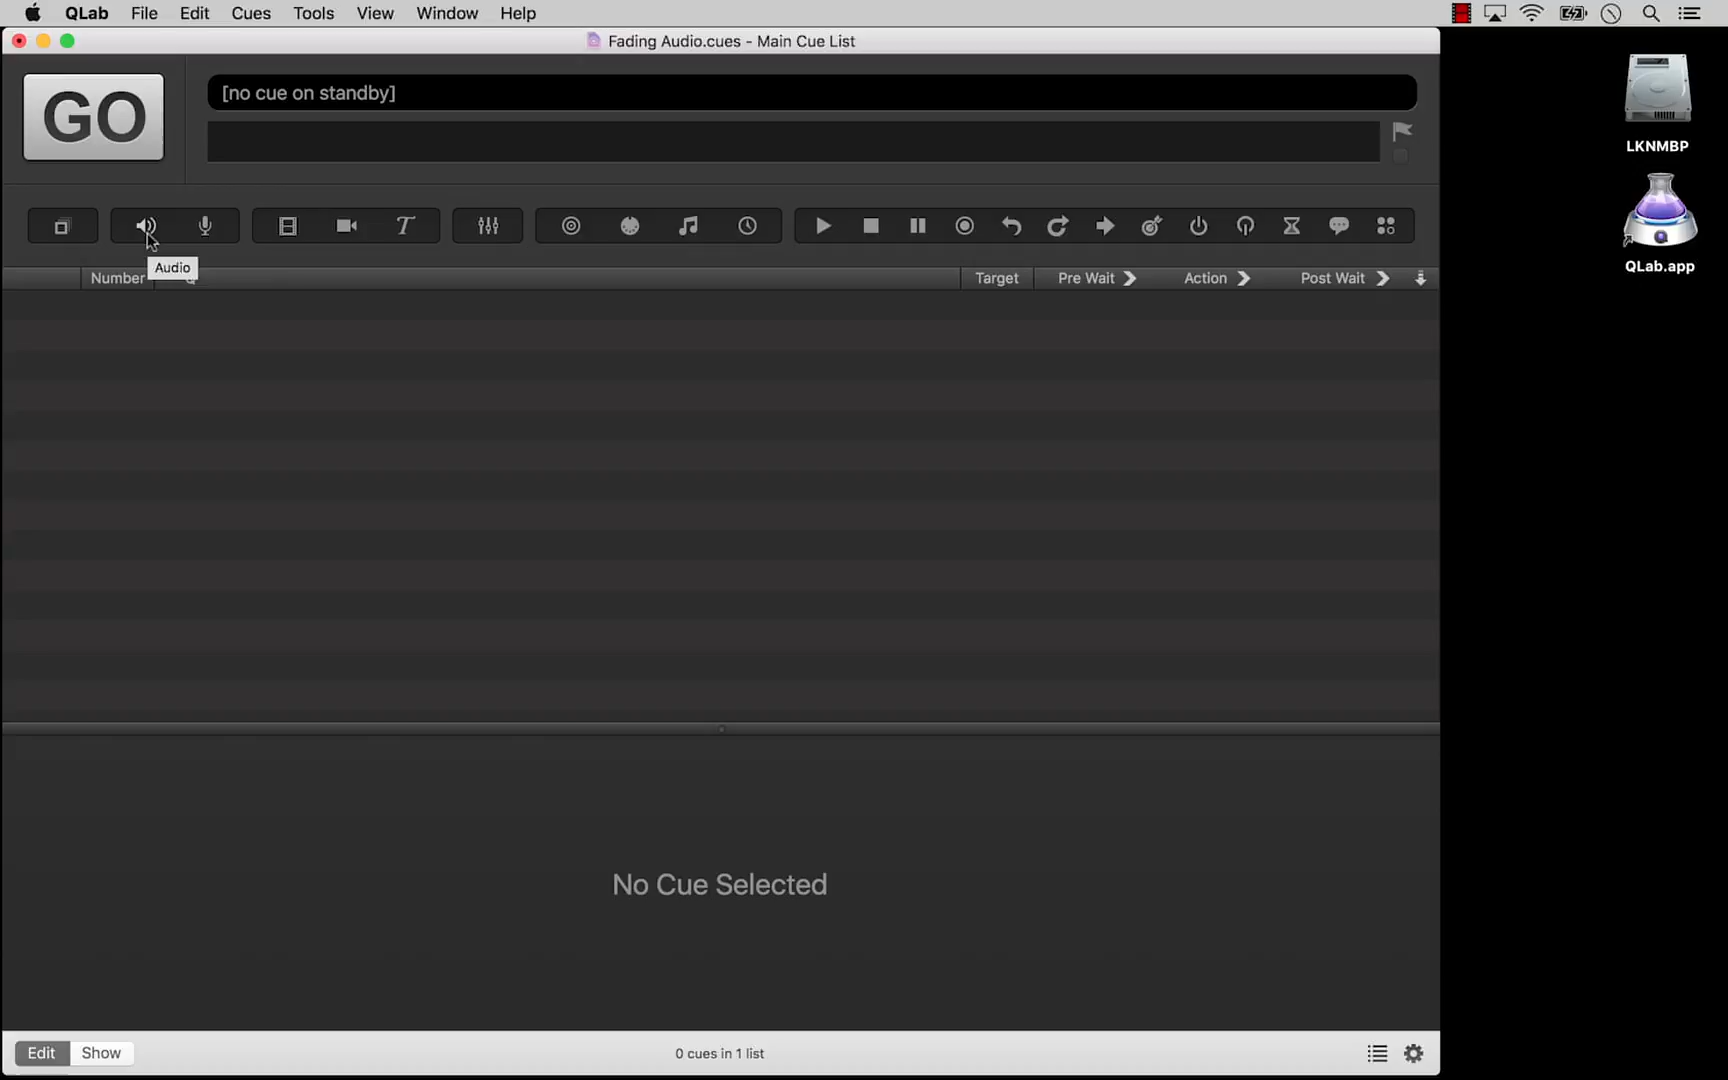 QLab File Edit Cues Tools View Window Help
Fading Audio.cues - Main Cue List
GO
[no cue on standby]
LKNMBP
T
Audio
QLab.app
Number Q Target Pre Wait Action Post Wait
No Cue Selected
Edit Show 0 cues in 1 list